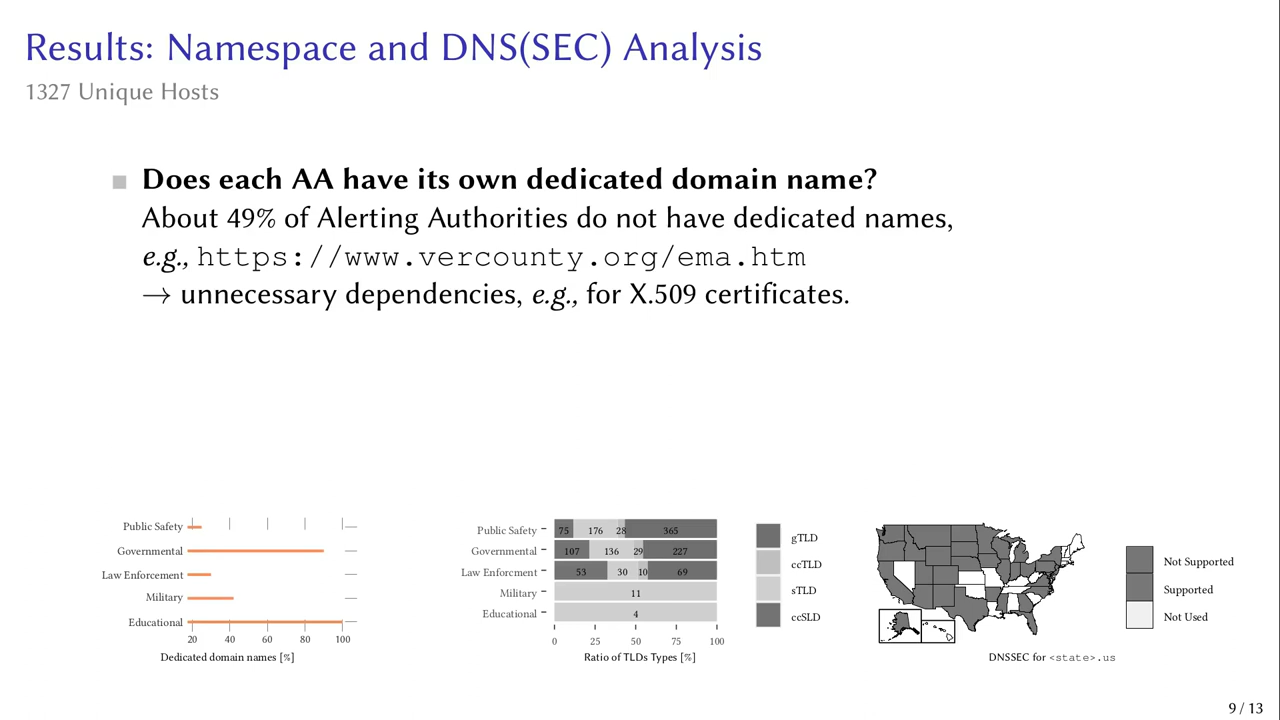 Results: Namespace and DNS(SEC) Analysis
1327 Unique Hosts
Does each AA have its own dedicated domain name?
About 49% of Alerting Authorities do not have dedicated names,
e.g., https://www.vercounty.org/ema.htm
→ unnecessary dependencies, e.g., for X.509 certificates.
Public Safety
Governmental
Law Enforcement
Military
Educational
20 40 60 80 100
Dedicated domain names [%]
Public Safety 75 176 28 365
Governmental 107 136 29 227
Law Enforcement 53 30 10 69
Military 11
Educational 4
0 25 50 75 100
Ratio of TLDs Types [%]
gTLD
ccTLD
sTLD
ccSLD
Not Supported
Supported
Not Used
DNSSEC for <state>.us
9 / 13